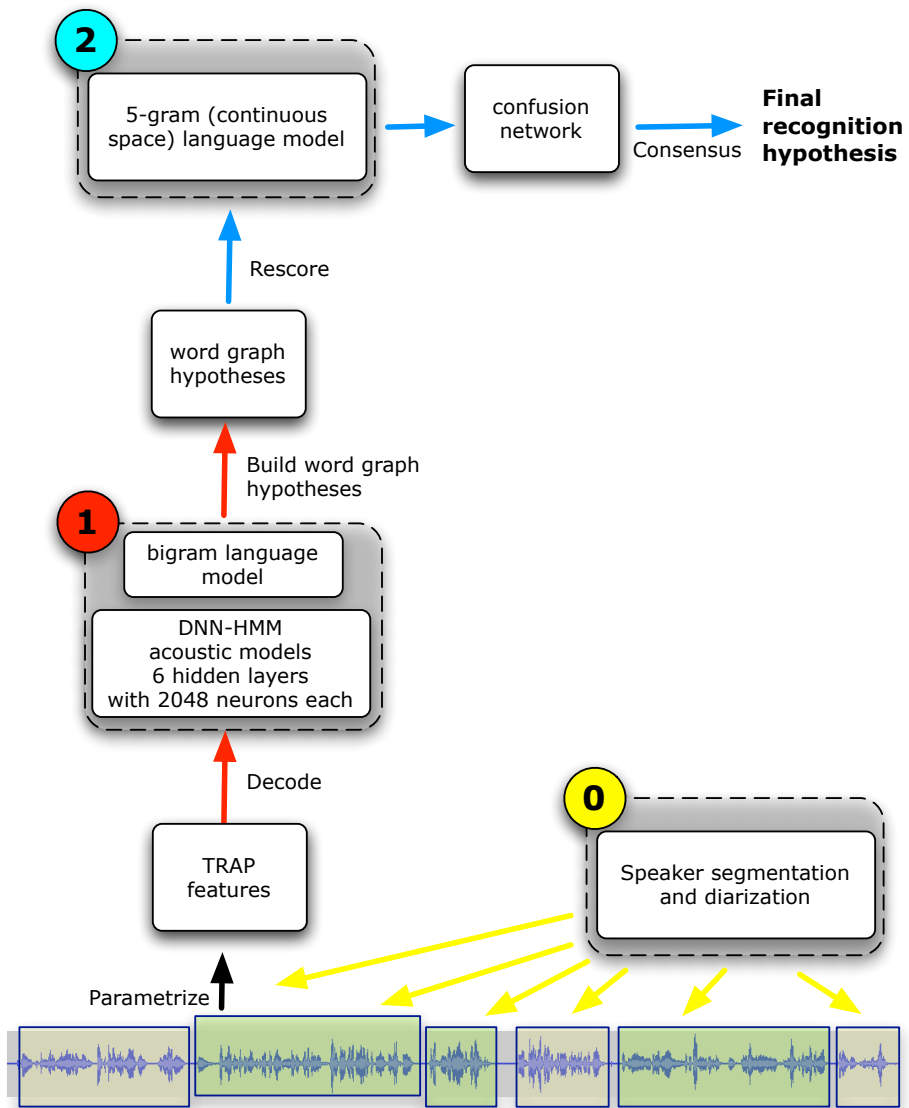 2
5-gram (continuous
space) language model
confusion
network
Consensus
Final
recognition
hypothesis
Rescore
word graph
hypotheses
Build word graph
hypotheses
1
bigram language
model
DNN-HMM
acoustic models
6 hidden layers
with 2048 neurons each
Decode
0
TRAP
features
Speaker segmentation
and diarization
Parametrize